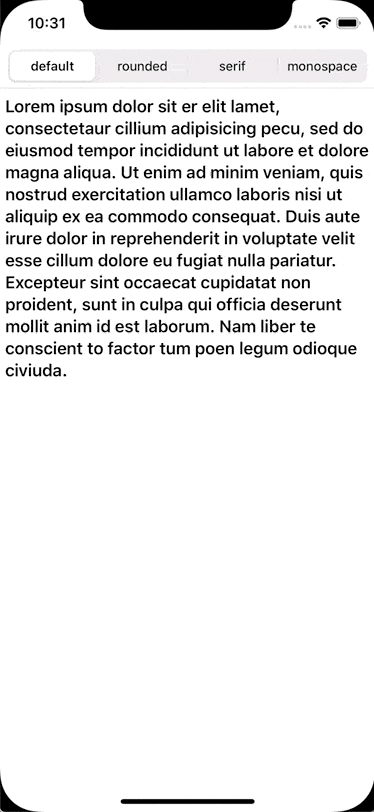 10:31
default rounded serif monospace
Lorem ipsum dolor sit er elit lamet,
consectetaur cillium adipisicing pecu, sed do
eiusmod tempor incididunt ut labore et dolore
magna aliqua. Ut enim ad minim veniam, quis
nostrud exercitation ullamco laboris nisi ut
aliquip ex ea commodo consequat. Duis aute
irure dolor in reprehenderit in voluptate velit
esse cillum dolore eu fugiat nulla pariatur.
Excepteur sint occaecat cupidatat non
proident, sunt in culpa qui officia deserunt
mollit anim id est laborum. Nam liber te
conscient to factor tum poen legum odioque
civiuda.